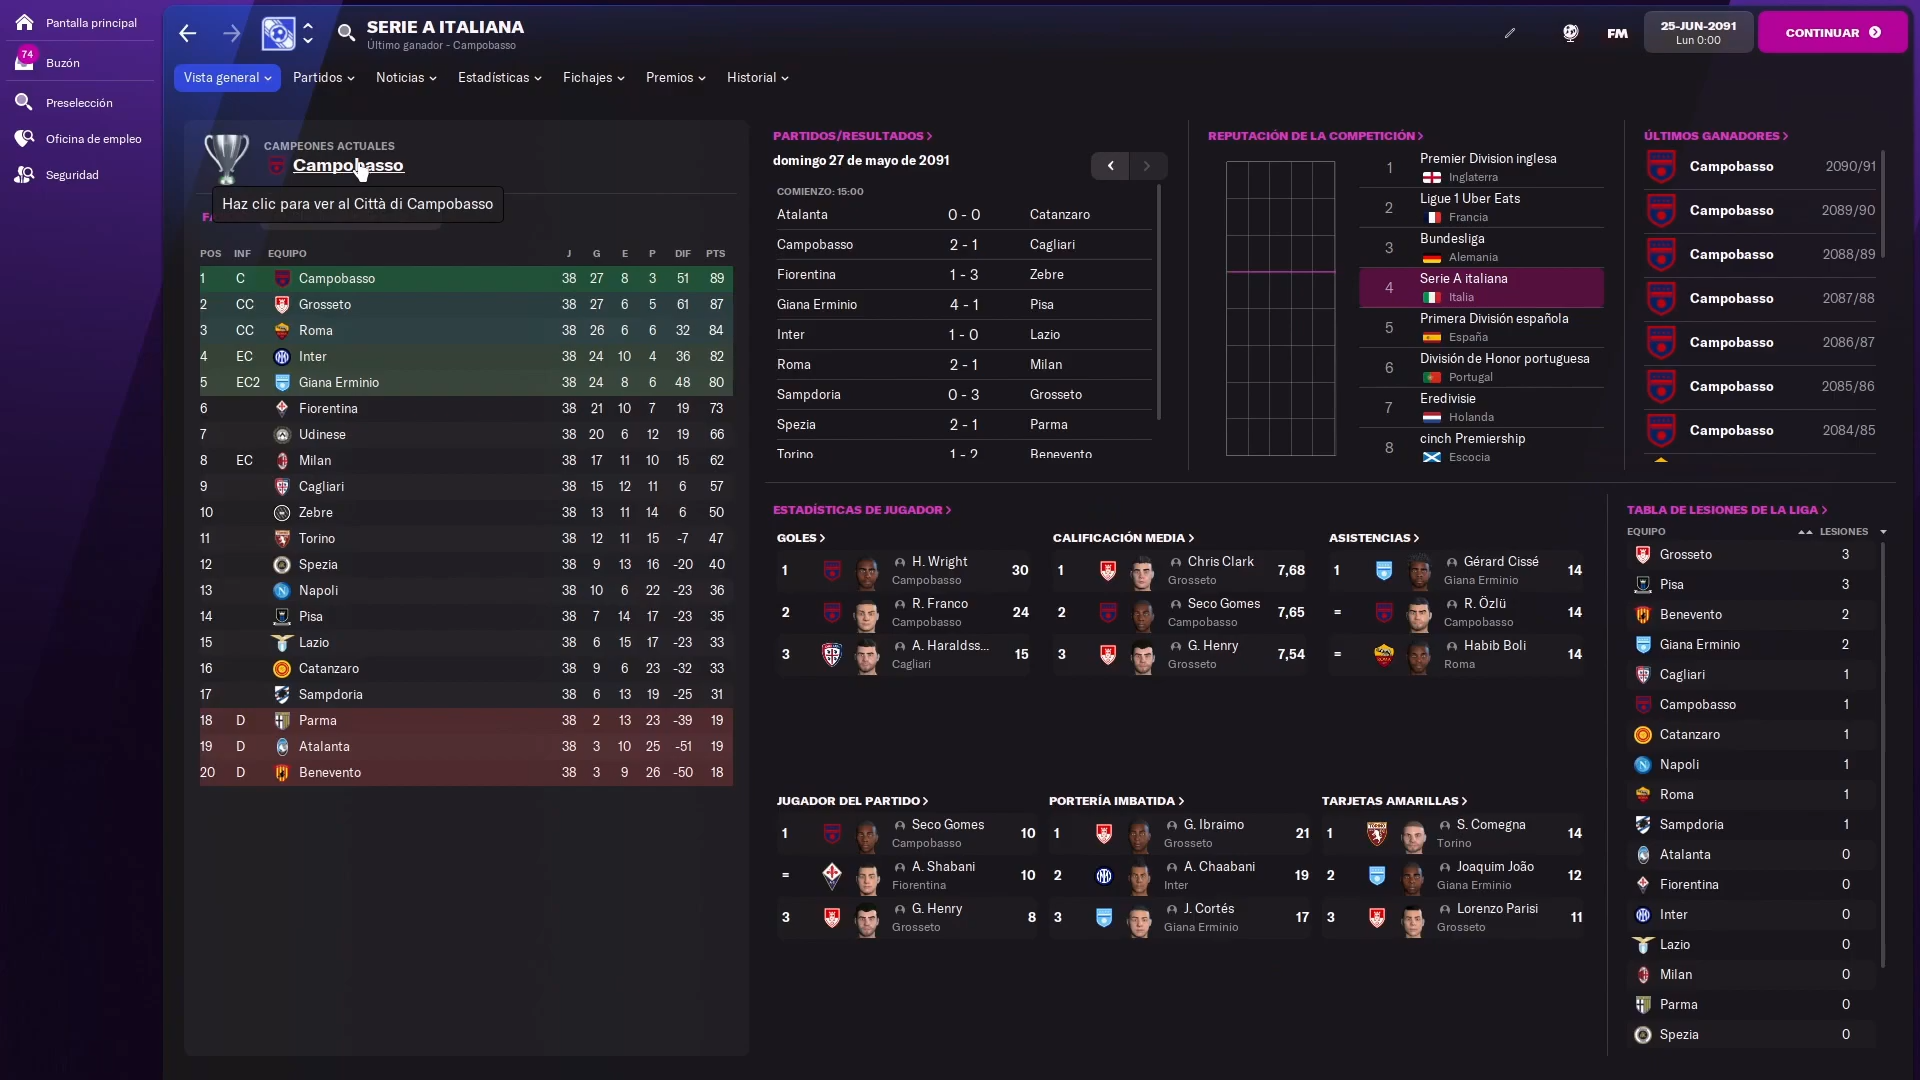 Pantalla principal
74
Buzón
Preselección
Oficina de empleo
Seguridad
SERIE A ITALIANA
Último ganador - Campobasso
FM
25-JUN-2091
Lun 0:00
CONTINUAR
Vista general
Partidos
Noticias
Estadísticas
Fichajes
Premios
Historial
CAMPEONES ACTUALES
Campobasso
Haz clic para ver al Città di Campobasso
POS INF EQUIPO J G E P DIF PTS
1 C Campobasso 38 27 8 3 51 89
2 CC Grosseto 38 27 6 5 61 87
3 CC Roma 38 26 6 6 32 84
4 EC Inter 38 24 10 4 36 82
5 EC2 Giana Erminio 38 24 8 6 48 80
6 Fiorentina 38 21 10 7 19 73
7 Udinese 38 20 6 12 19 66
8 EC Milan 38 17 11 10 15 62
9 Cagliari 38 15 12 11 6 57
10 Zebre 38 13 11 14 6 50
11 Torino 38 12 11 15 -7 47
12 Spezia 38 9 13 16 -20 40
13 Napoli 38 10 6 22 -23 36
14 Pisa 38 7 14 17 -23 35
15 Lazio 38 6 15 17 -23 33
16 Catanzaro 38 9 6 23 -32 33
17 Sampdoria 38 6 13 19 -25 31
18 D Parma 38 2 13 23 -39 19
19 D Atalanta 38 3 10 25 -51 19
20 D Benevento 38 3 9 26 -50 18
PARTIDOS/RESULTADOS
domingo 27 de mayo de 2091
COMIENZO: 15:00
Atalanta 0 - 0 Catanzaro
Campobasso 2 - 1 Cagliari
Fiorentina 1 - 3 Zebre
Giana Erminio 4 - 1 Pisa
Inter 1 - 0 Lazio
Roma 2 - 1 Milan
Sampdoria 0 - 3 Grosseto
Spezia 2 - 1 Parma
Torino 1 - 2 Benevento
REPUTACIÓN DE LA COMPETICIÓN
1 Premier Division inglesa
Inglaterra
2 Ligue 1 Uber Eats
Francia
3 Bundesliga
Alemania
4 Serie A italiana
Italia
5 Primera División española
España
6 División de Honor portuguesa
Portugal
7 Eredivisie
Holanda
8 cinch Premiership
Escocia
ÚLTIMOS GANADORES
Campobasso 2090/91
Campobasso 2089/90
Campobasso 2088/89
Campobasso 2087/88
Campobasso 2086/87
Campobasso 2085/86
Campobasso 2084/85
ESTADÍSTICAS DE JUGADOR
GOLES
1 H. Wright 30
Campobasso
2 R. Franco 24
Campobasso
3 A. Haraldss... 15
Cagliari
CALIFICACIÓN MEDIA
1 Chris Clark 7,68
Grosseto
2 Seco Gomes 7,65
Campobasso
3 G. Henry 7,54
Grosseto
ASISTENCIAS
1 Gérard Cissé 14
Giana Erminio
= R. Özlü 14
Campobasso
= Habib Boli 14
Roma
JUGADOR DEL PARTIDO
1 Seco Gomes 10
Campobasso
= A. Shabani 10
Fiorentina
3 G. Henry 8
Grosseto
PORTERÍA IMBATIDA
1 G. Ibraimo 21
Grosseto
2 A. Chaabani 19
Inter
3 J. Cortés 17
Giana Erminio
TARJETAS AMARILLAS
1 S. Comegna 14
Torino
2 Joaquim João 12
Giana Erminio
3 Lorenzo Parisi 11
Grosseto
TABLA DE LESIONES DE LA LIGA
EQUIPO LESIONES
Grosseto 3
Pisa 3
Benevento 2
Giana Erminio 2
Cagliari 1
Campobasso 1
Catanzaro 1
Napoli 1
Roma 1
Sampdoria 1
Atalanta 0
Fiorentina 0
Inter 0
Lazio 0
Milan 0
Parma 0
Spezia 0